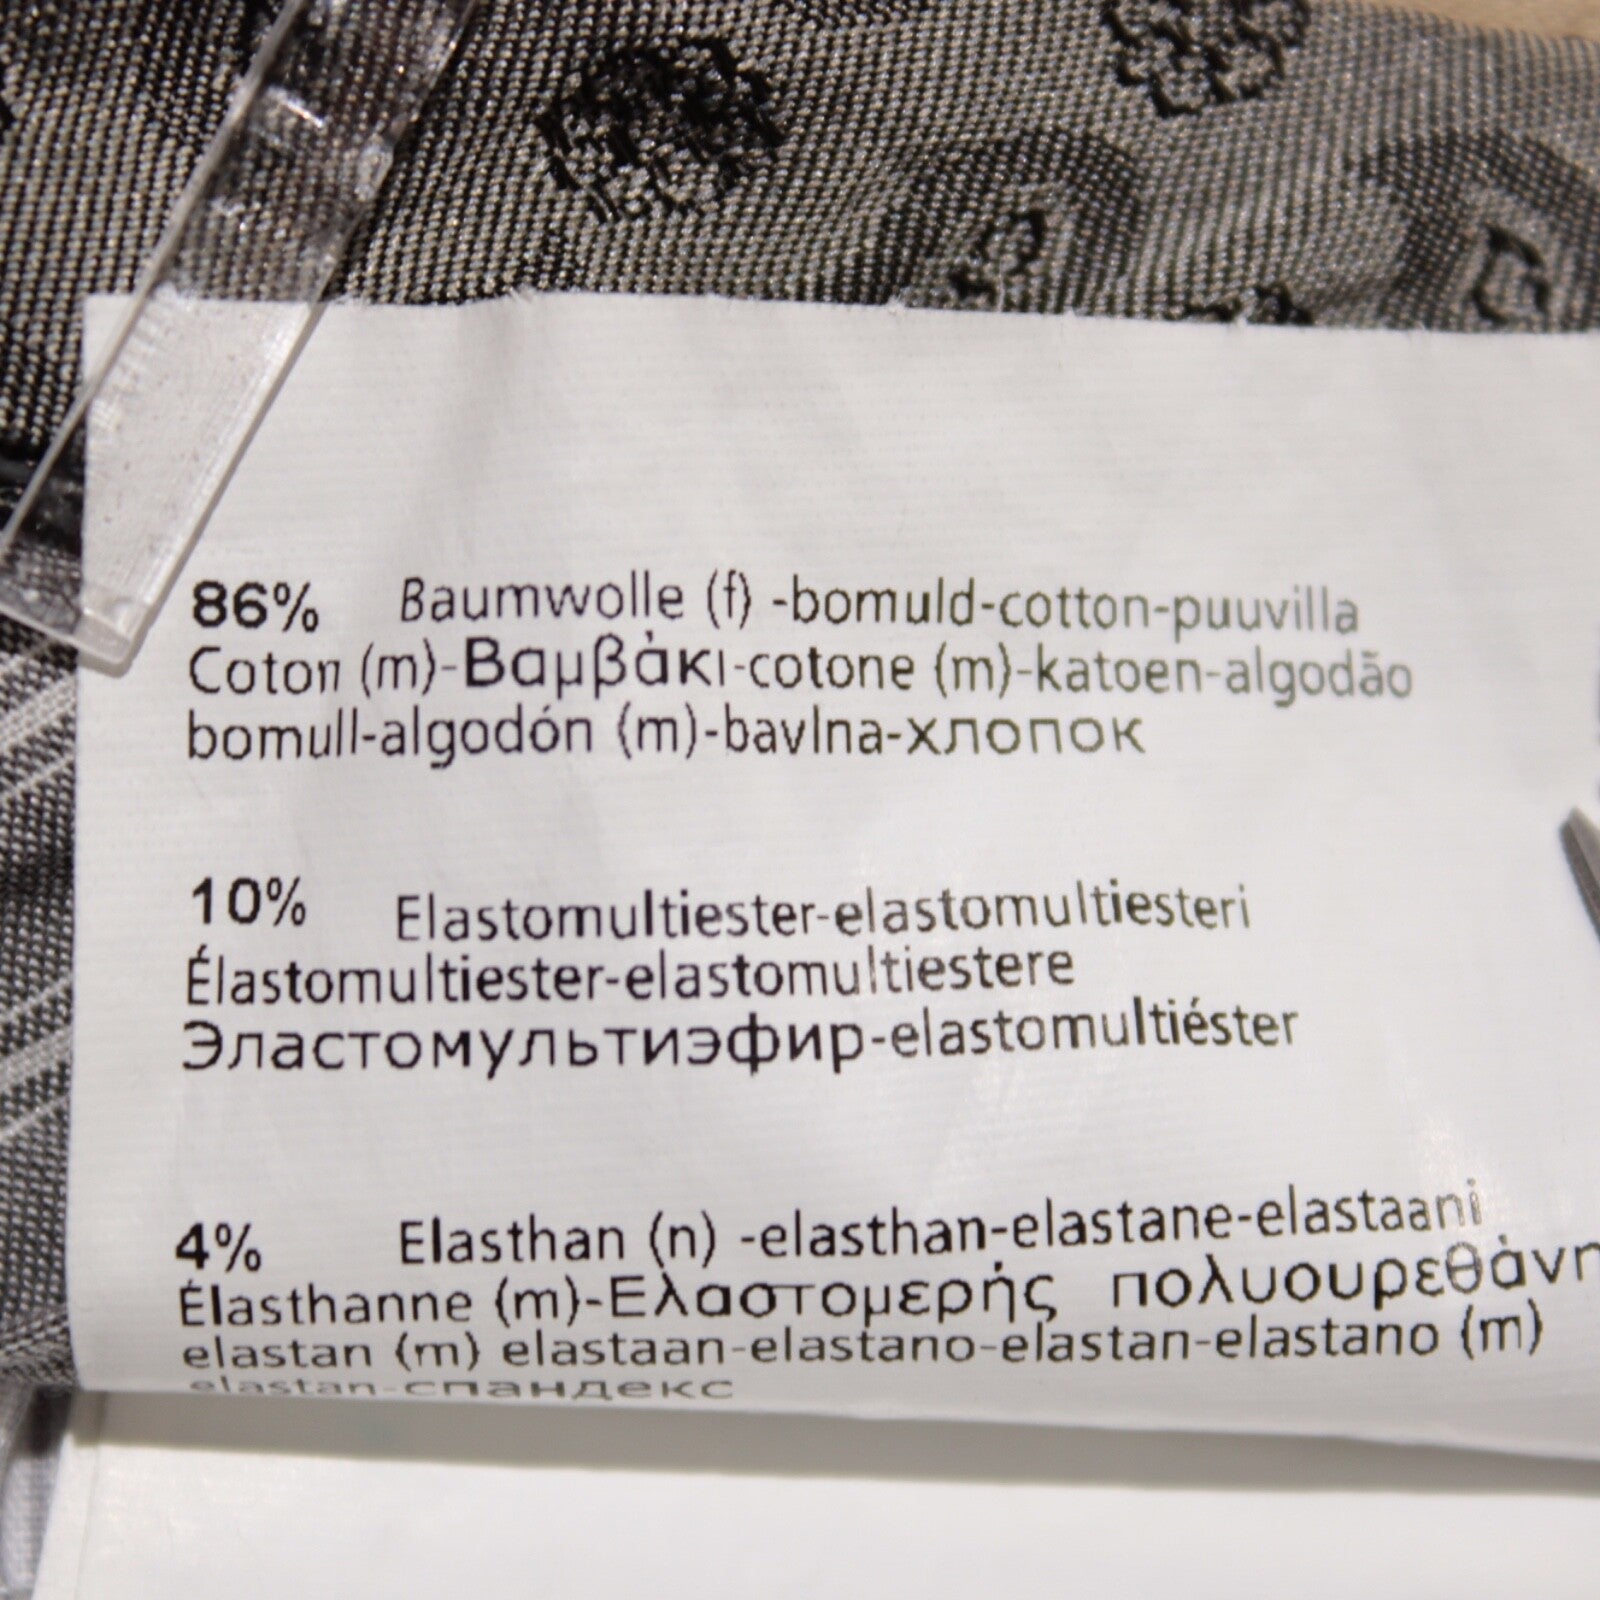 86% Baumwolle (f) -bomuld-cotton-puuvilla
Coton (m)-Βαμβάκι-cotone (m)-katoen-algodão
bomull-algodón (m)-bavlna-хлопок
10% Elastomultiester-elastomultiesteri
Élastomultiester-elastomultiestere
Эластомультиэфир-elastomultiéster
4% Elasthan (n) -elasthan-elastane-elastaani
Élasthanne (m)-Ελαστομερής πολυουρεθάνη
elastan (m) elastaan-elastano-elastan-elastano (m)
elastan-спандекс